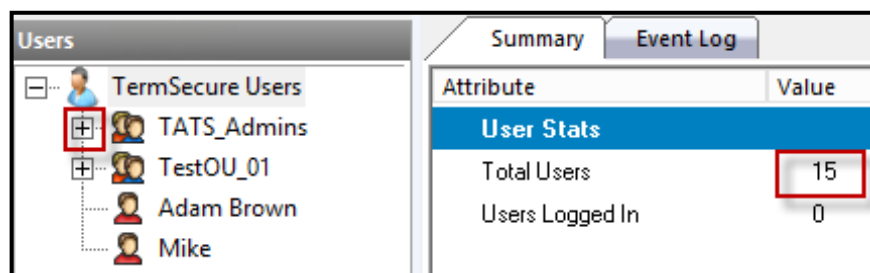 Users
TermSecure Users
TATS_Admins
TestOU_01
Adam Brown
Mike
Summary
Event Log
Attribute Value
User Stats
Total Users 15
Users Logged In 0